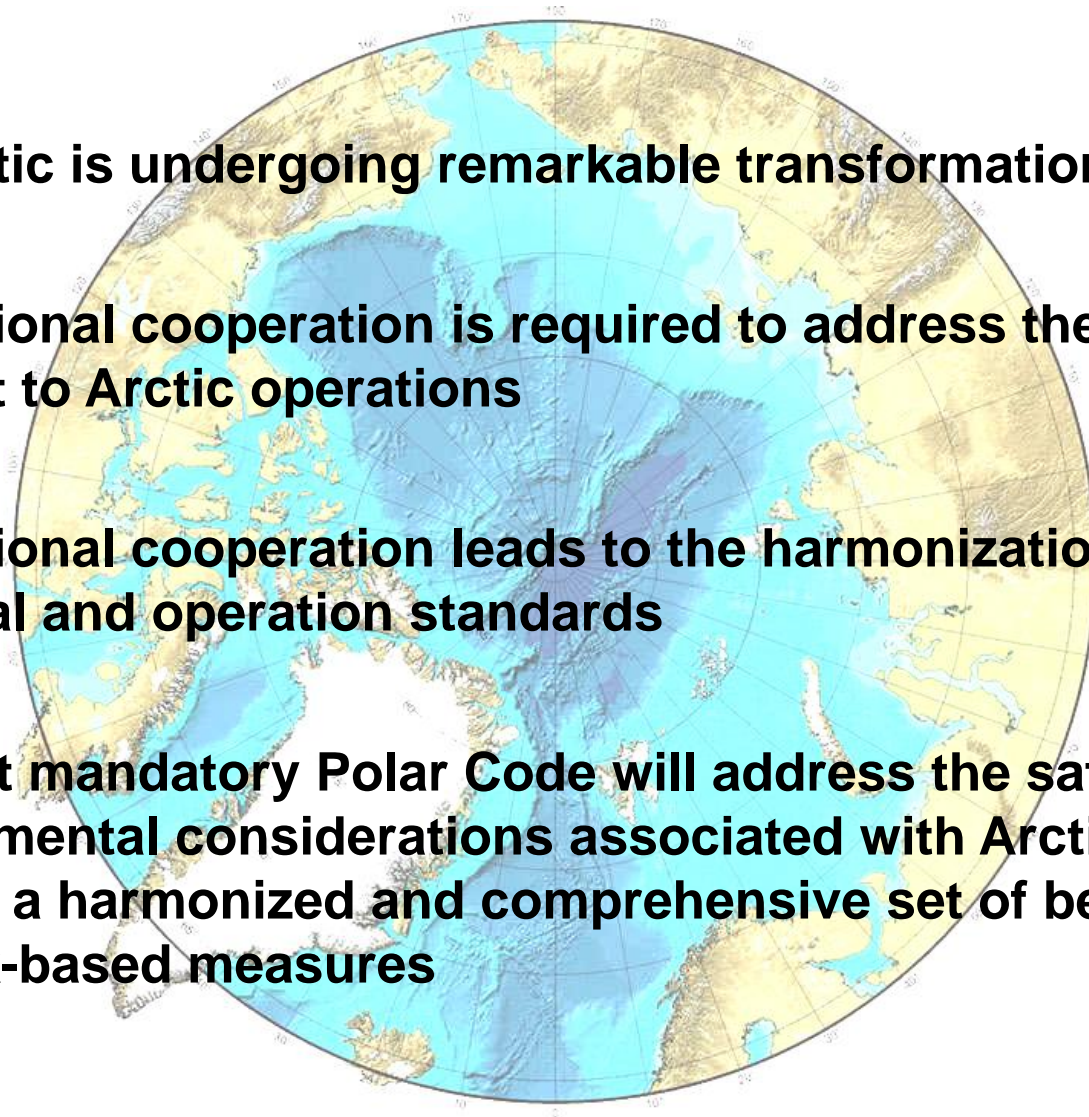 tic is undergoing remarkable transformation
ional cooperation is required to address the
t to Arctic operations
ional cooperation leads to the harmonization
al and operation standards
t mandatory Polar Code will address the sa
mental considerations associated with Arcti
a harmonized and comprehensive set of be
-based measures